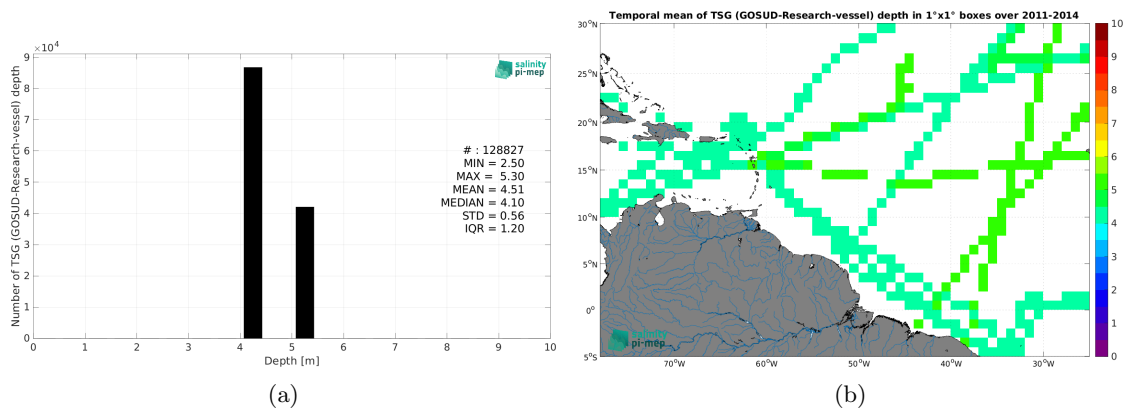 ×10⁴
9
8
7
6
5
4
3
2
1
0
Number of TSG (GOSUD-Research-vessel) depth
salinity
pi-mep
# : 128827
MIN = 2.50
MAX = 5.30
MEAN = 4.51
MEDIAN = 4.10
STD = 0.56
IQR = 1.20
0 1 2 3 4 5 6 7 8 9 10
Depth [m]
(a)
Temporal mean of TSG (GOSUD-Research-vessel) depth in 1°x1° boxes over 2011-2014
30°N
25°N
20°N
15°N
10°N
5°N
0°
5°S
salinity
pi-mep
70°W 60°W 50°W 40°W 30°W
10
9
8
7
6
5
4
3
2
1
0
(b)